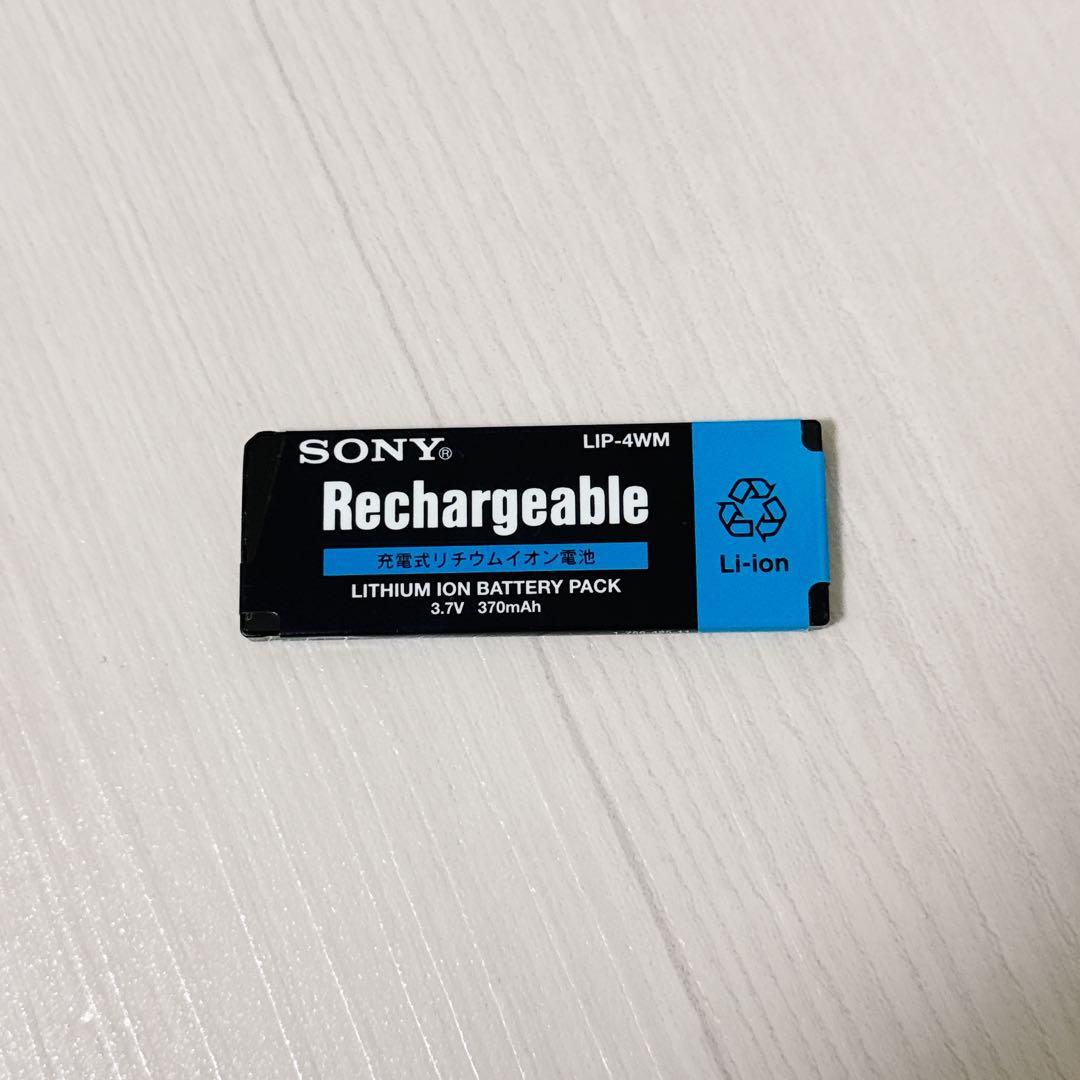 SONY® LIP-4WM
Rechargeable
充電式リチウムイオン電池
LITHIUM ION BATTERY PACK
3.7V 370mAh
Li-ion